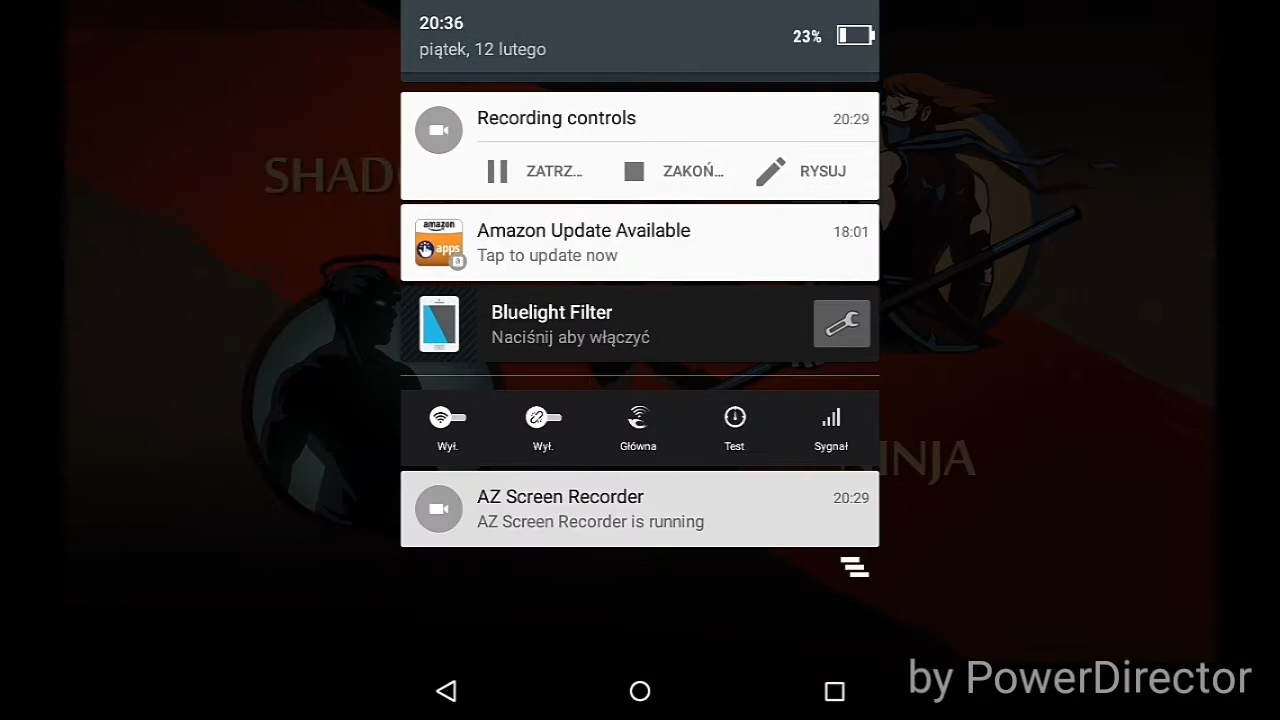 20:36
piątek, 12 lutego
23%
Recording controls
20:29
ZATRZ...
ZAKOŃ...
RYSUJ
amazon
apps
a
Amazon Update Available
18:01
Tap to update now
SHAD
Bluelight Filter
Naciśnij aby włączyć
Wył.
Wył.
Główna
Test
Sygnał
NINJA
AZ Screen Recorder
20:29
AZ Screen Recorder is running
by PowerDirector